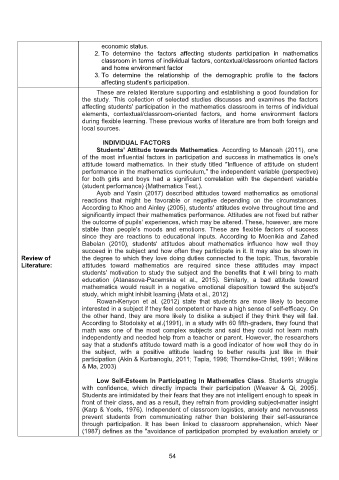 economic status.
2. To determine the factors affecting students participation in mathematics
classroom in terms of individual factors, contextual/classroom oriented factors
and home environment factor
3. To determine the relationship of the demographic profile to the factors
affecting student's participation.
Review of
Literature:
These are related literature supporting and establishing a good foundation for
the study. This collection of selected studies discusses and examines the factors
affecting students' participation in the mathematics classroom in terms of individual
elements, contextual/classroom-oriented factors, and home environment factors
during flexible learning. These previous works of literature are from both foreign and
local sources.
INDIVIDUAL FACTORS
Students' Attitude towards Mathematics. According to Manoah (2011), one
of the most influential factors in participation and success in mathematics is one's
attitude toward mathematics. In their study titled "Influence of attitude on student
performance in the mathematics curriculum," the independent variable (perspective)
for both girls and boys had a significant correlation with the dependent variable
(student performance) (Mathematics Test,).
Ayob and Yasin (2017) described attitudes toward mathematics as emotional
reactions that might be favorable or negative depending on the circumstances.
According to Khoo and Ainley (2005), students' attitudes evolve throughout time and
significantly impact their mathematics performance. Attitudes are not fixed but rather
the outcome of pupils' experiences, which may be altered. These, however, are more
stable than people's moods and emotions. These are flexible factors of success
since they are reactions to educational inputs. According to Moenikia and Zahed
Babelan (2010), students' attitudes about mathematics influence how well they
succeed in the subject and how often they participate in it. It may also be shown in
the degree to which they love doing duties connected to the topic. Thus, favorable
attitudes toward mathematics are required since these attitudes may impact
students' motivation to study the subject and the benefits that it will bring to math
education (Atanasova-Pacemska et al., 2015). Similarly, a bad attitude toward
mathematics would result in a negative emotional disposition toward the subject's
study, which might inhibit learning (Mata et al., 2012)
Rowan-Kenyon et al. (2012) state that students are more likely to become
interested in a subject if they feel competent or have a high sense of self-efficacy. On
the other hand, they are more likely to dislike a subject if they think they will fail.
According to Stodolsky et al.(1991), in a study with 60 fifth-graders, they found that
math was one of the most complex subjects and said they could not learn math
independently and needed help from a teacher or parent. However, the researchers
say that a student's attitude toward math is a good indicator of how well they do in
the subject, with a positive attitude leading to better results just like in their
participation (Akin & Kurbanoglu, 2011; Tapia, 1996; Thorndike-Christ, 1991; Wilkins
& Ma, 2003)
Low Self-Esteem In Participating In Mathematics Class. Students struggle
with confidence, which directly impacts their participation (Weaver & Qi, 2005).
Students are intimidated by their fears that they are not intelligent enough to speak in
front of their class, and as a result, they refrain from providing subject-matter insight
(Karp & Yoels, 1976). Independent of classroom logistics, anxiety and nervousness
prevent students from communicating rather than bolstering their self-assurance
through participation. It has been linked to classroom apprehension, which Neer
(1987) defines as the "avoidance of participation prompted by evaluation anxiety or
54